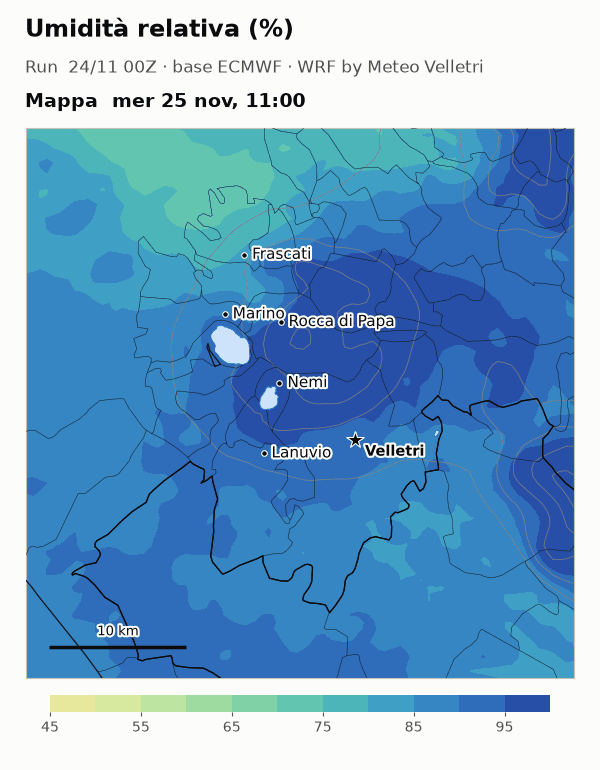 Umidità relativa (%)
Run  24/11 00Z · base ECMWF · WRF by Meteo Velletri
Mappa  mer 25 nov, 11:00
Frascati
Marino
Rocca di Papa
Nemi
Velletri
Lanuvio
10 km
45 55 65 75 85 95